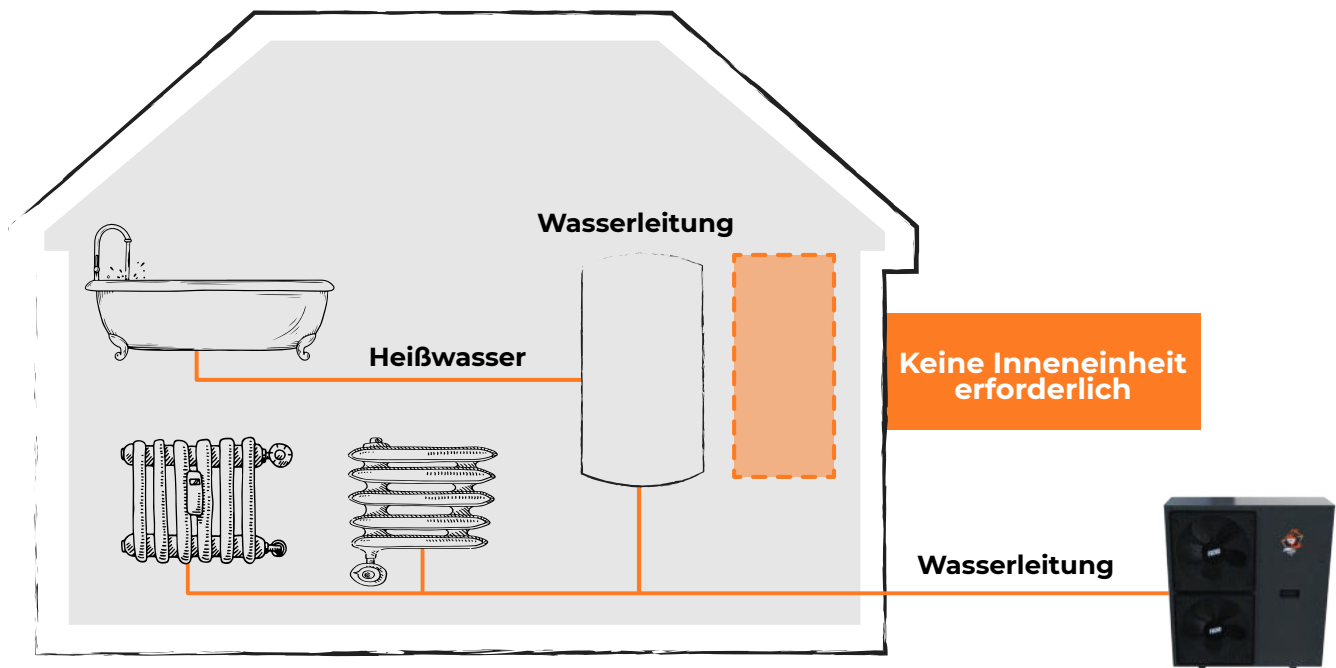 Wasserleitung
Heißwasser
Keine Inneneinheit
erforderlich
Wasserleitung